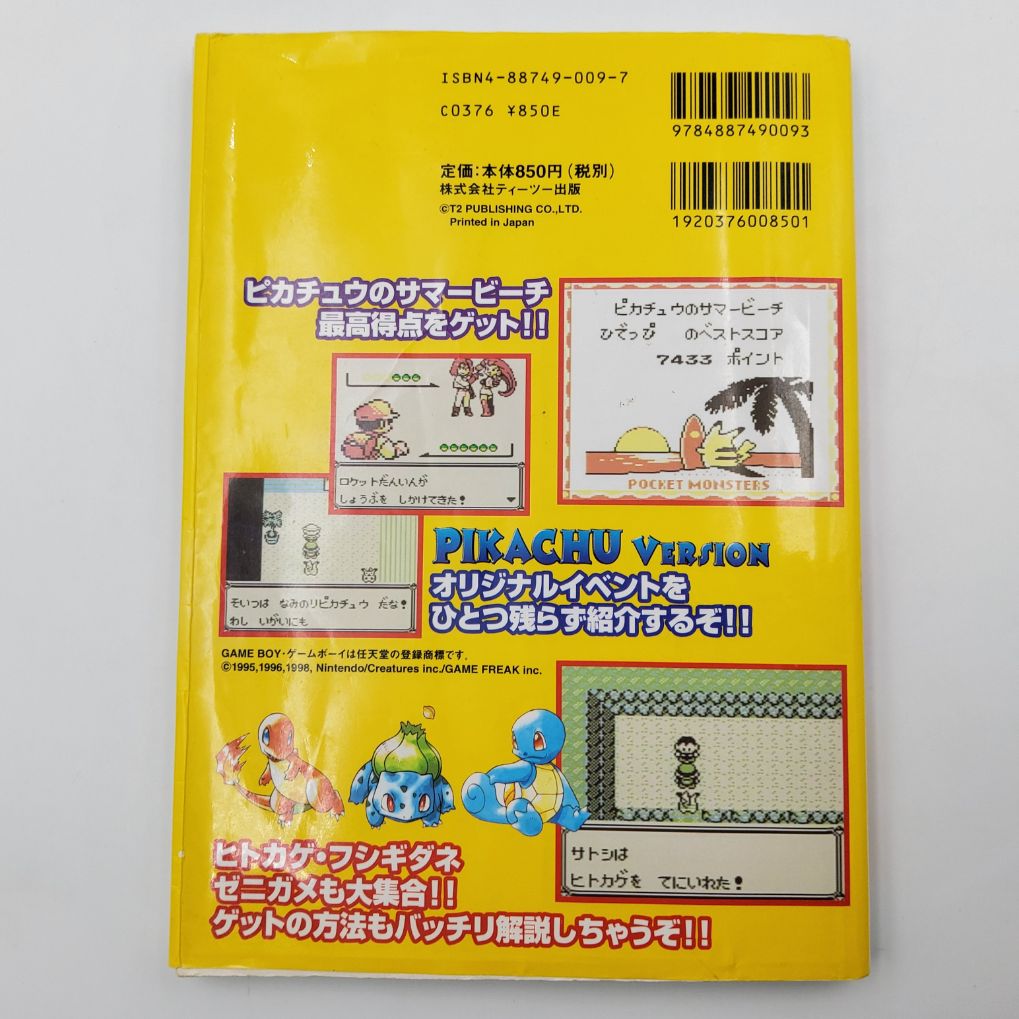 ISBN4-88749-009-7
C0376 ¥850E
9784887490093
定価:本体850円(税別)
株式会社ティーツー出版
©T2 PUBLISHING CO.,LTD.
Printed in Japan
1920376008501
ピカチュウのサマービーチ
最高得点をゲット!!
ピカチュウのサマービーチ
ひぞっぴ のベストスコア
7433 ポイント
POCKET MONSTERS
ロケットだんいんが
しょうぶを しかけてきた!
そいつは なみのりピカチュウ だな!
わし いがいにも
PIKACHU VERSION
オリジナルイベントを
ひとつ残らず紹介するぞ!!
GAME BOY・ゲームボーイは任天堂の登録商標です.
©1995,1996,1998, Nintendo/Creatures inc./GAME FREAK inc.
サトシは
ヒトカゲを てにいれた!
ヒトカゲ・フシギダネ
ゼニガメも大集合!!
ゲットの方法もバッチリ解説しちゃうぞ!!